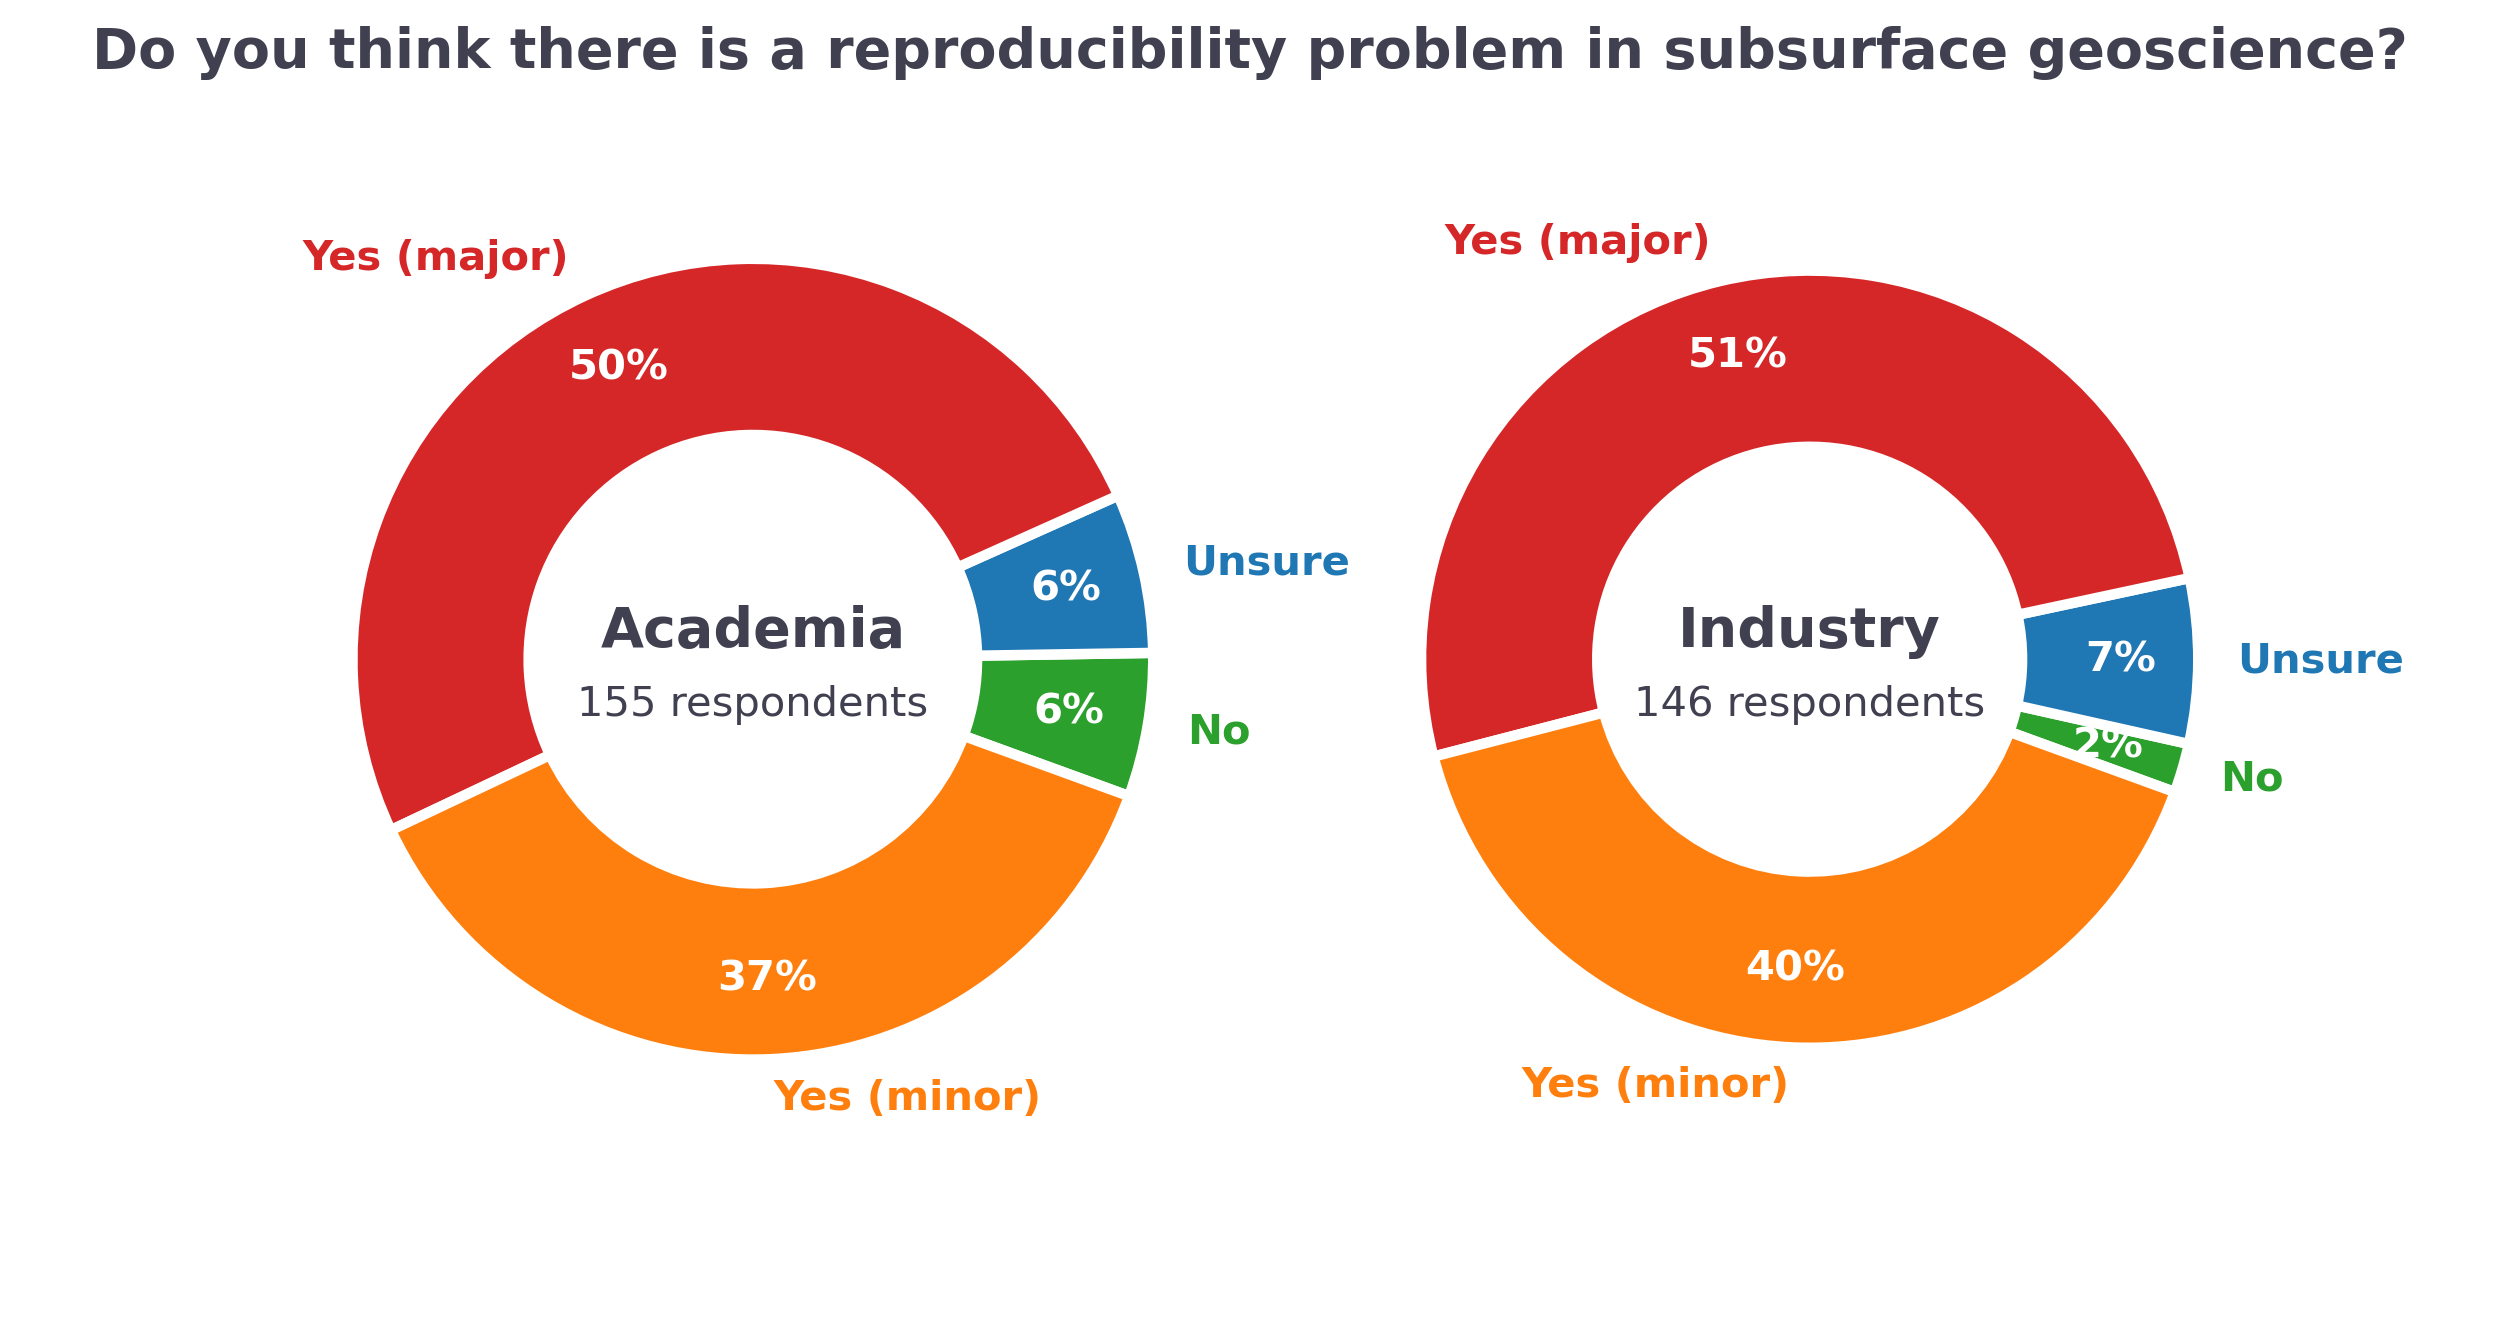 Do you think there is a reproducibility problem in subsurface geoscience?
Yes (major)
50%
Unsure
6%
Academia
155 respondents
6%
No
37%
Yes (minor)
Yes (major)
51%
Industry
146 respondents
7%
Unsure
2%
No
40%
Yes (minor)